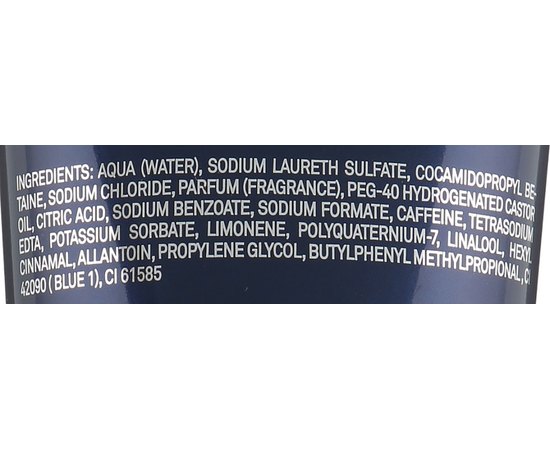 INGREDIENTS: AQUA (WATER), SODIUM LAURETH SULFATE, COCAMIDOPROPYL BE-
TAINE, SODIUM CHLORIDE, PARFUM (FRAGRANCE), PEG-40 HYDROGENATED CASTOR
OIL, CITRIC ACID, SODIUM BENZOATE, SODIUM FORMATE, CAFFEINE, TETRASODIUM
EDTA, POTASSIUM SORBATE, LIMONENE, POLYQUATERNIUM-7, LINALOOL, HEXYL
CINNAMAL, ALLANTOIN, PROPYLENE GLYCOL, BUTYLPHENYL METHYLPROPIONAL, CI
42090 (BLUE 1), CI 61585